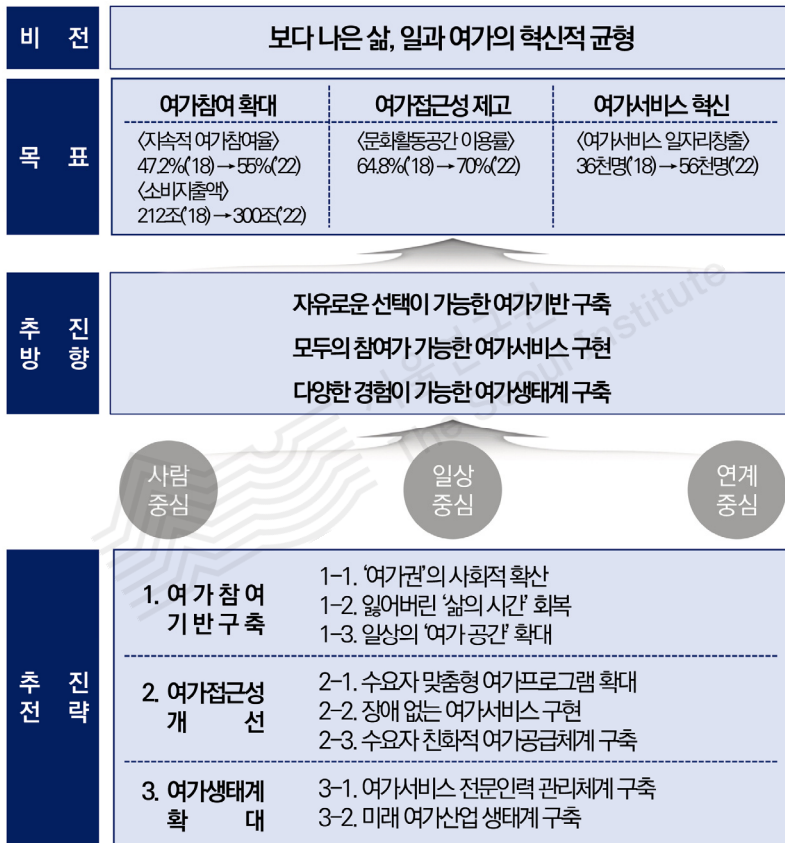 비 전
보다 나은 삶, 일과 여가의 혁신적 균형
목 표
여가참여 확대
〈지속적 여가참여율〉
47.2%('18)→55%('22)
〈소비지출액〉
212조('18)→300조('22)
여가접근성 제고
〈문화활동공간 이용률〉
64.8%('18)→70%('22)
여가서비스 혁신
〈여가서비스 일자리창출〉
36천명('18)→56천명('22)
추 진
방 향
자유로운 선택이 가능한 여가기반 구축
모두의 참여가 가능한 여가서비스 구현
다양한 경험이 가능한 여가생태계 구축
사람
중심
일상
중심
연계
중심
추 진
전 략
1. 여 가 참 여
기 반 구 축
1-1. '여가권'의 사회적 확산
1-2. 잃어버린 '삶의 시간' 회복
1-3. 일상의 '여가 공간' 확대
2. 여가접근성
개 선
2-1. 수요자 맞춤형 여가프로그램 확대
2-2. 장애 없는 여가서비스 구현
2-3. 수요자 친화적 여가공급체계 구축
3. 여가생태계
확 대
3-1. 여가서비스 전문인력 관리체계 구축
3-2. 미래 여가산업 생태계 구축
서울연구원
The Seoul Institute